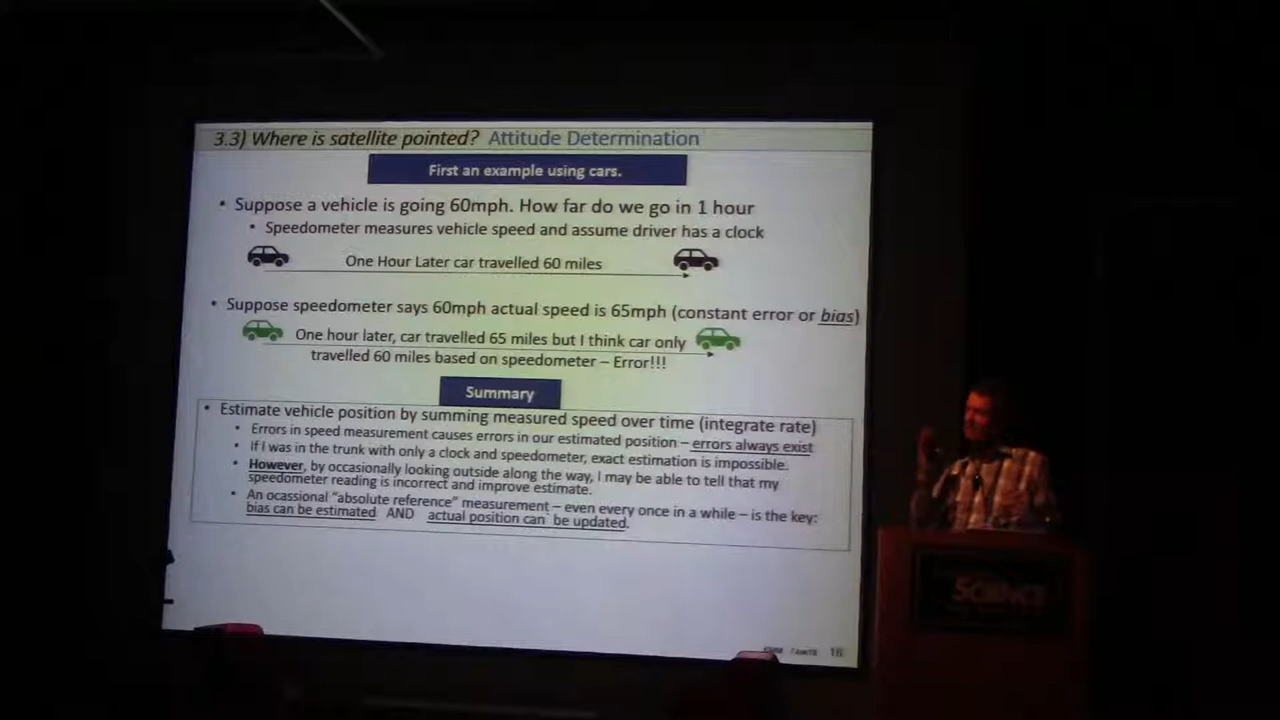 3.3) Where is satellite pointed? Attitude Determination
First an example using cars.
• Suppose a vehicle is going 60mph. How far do we go in 1 hour
• Speedometer measures vehicle speed and assume driver has a clock
One Hour Later car travelled 60 miles
• Suppose speedometer says 60mph actual speed is 65mph (constant error or bias)
One hour later, car travelled 65 miles but I think car only
travelled 60 miles based on speedometer – Error!!!
Summary
• Estimate vehicle position by summing measured speed over time (integrate rate)
• Errors in speed measurement causes errors in our estimated position – errors always exist
• If I was in the trunk with only a clock and speedometer, exact estimation is impossible.
• However, by occasionally looking outside along the way, I may be able to tell that my
speedometer reading is incorrect and improve estimate.
• An ocassional “absolute reference” measurement – even every once in a while – is the key:
bias can be estimated AND actual position can be updated.
16
SCIENCE